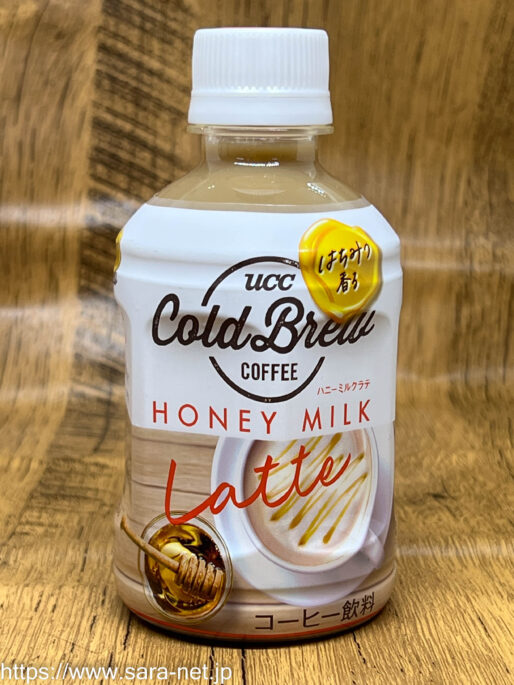 はちみつ
香る
UCC
Cold Brew
COFFEE
ハニーミルクラテ
HONEY MILK
Latte
コーヒー飲料
https://www.sara-net.jp